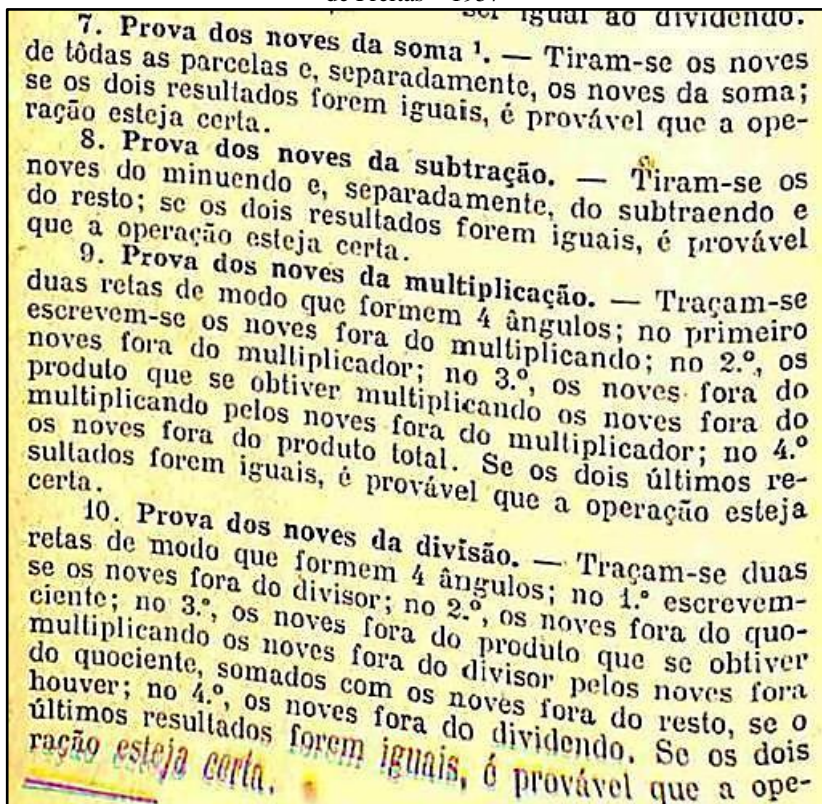 de Freitas – 1937
ser igual ao dividendo.
7. Prova dos noves da soma ¹. — Tiram-se os noves
de tôdas as parcelas e, separadamente, os noves da soma;
se os dois resultados forem iguais, é provável que a ope-
ração esteja certa.
8. Prova dos noves da subtração. — Tiram-se os
noves do minuendo e, separadamente, do subtraendo e
do resto; se os dois resultados forem iguais, é provável
que a operação esteja certa.
9. Prova dos noves da multiplicação. — Traçam-se
duas retas de modo que formem 4 ângulos; no primeiro
escrevem-se os noves fora do multiplicando; no 2.º, os
noves fora do multiplicador; no 3.º, os noves fora do
produto que se obtiver multiplicando os noves fora do
multiplicando pelos noves fora do multiplicador; no 4.º
os noves fora do produto total. Se os dois últimos re-
sultados forem iguais, é provável que a operação esteja
certa.
10. Prova dos noves da divisão. — Traçam-se duas
retas de modo que formem 4 ângulos; no 1.º escrevem-
se os noves fora do divisor; no 2.º, os noves fora do quo-
ciente; no 3.º, os noves fora do produto que se obtiver
multiplicando os noves fora do divisor pelos noves fora
do quociente, somados com os noves fora do resto, se o
houver; no 4.º, os noves fora do dividendo. Se os dois
últimos resultados forem iguais, é provável que a ope-
ração esteja certa.